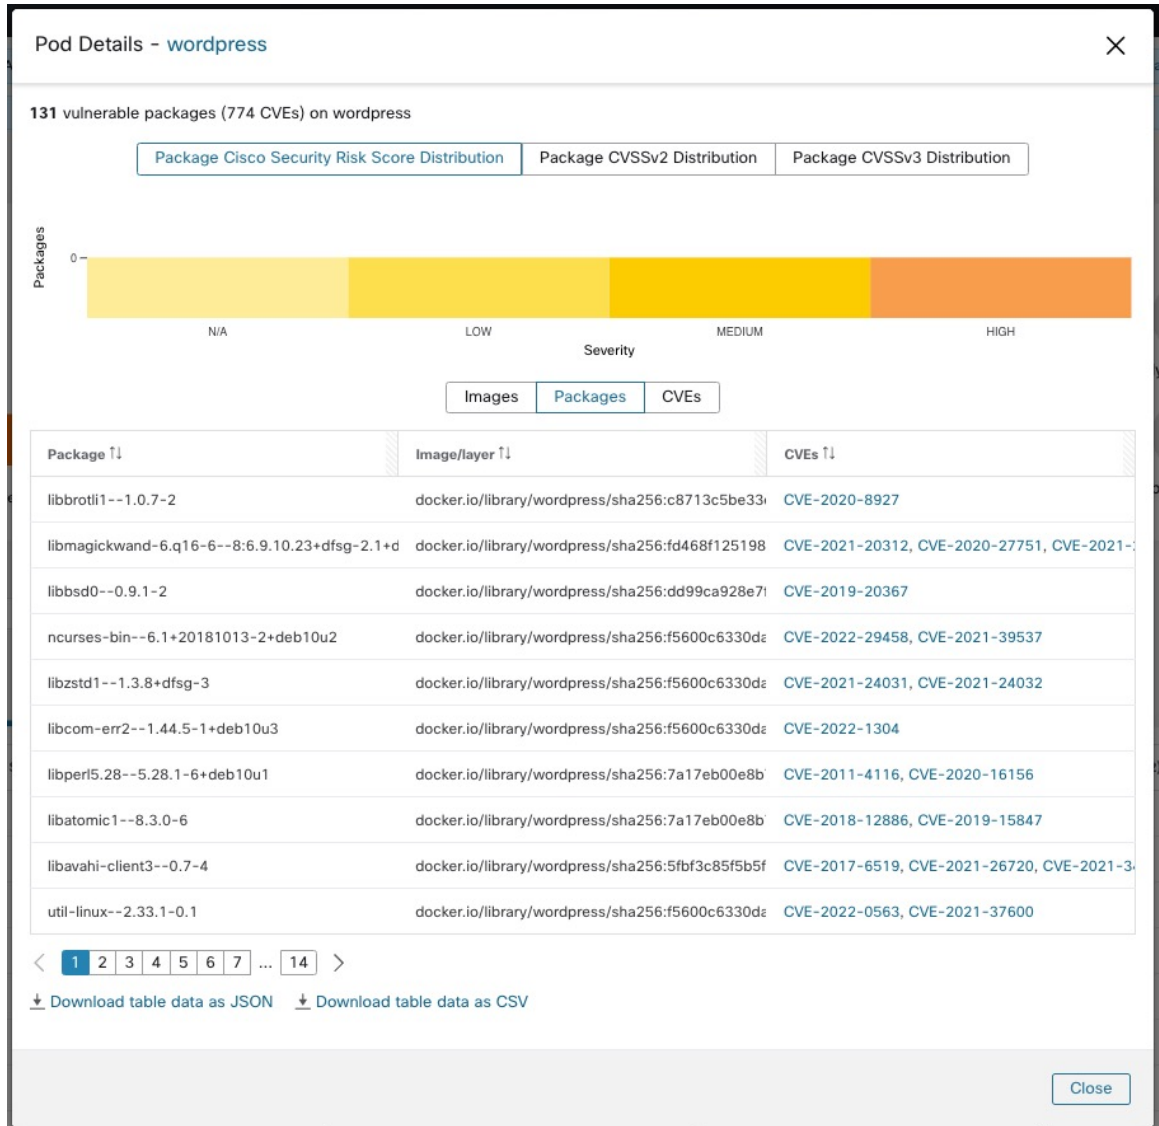 Pod Details - wordpress
131 vulnerable packages (774 CVEs) on wordpress
Package Cisco Security Risk Score Distribution Package CVSSv2 Distribution Package CVSSv3 Distribution
Packages
0
N/A LOW MEDIUM HIGH
Severity
Images Packages CVEs
Package Image/layer CVEs
libbrotli1--1.0.7-2 docker.io/library/wordpress/sha256:c8713c5be33 CVE-2020-8927
libmagickwand-6.q16-6--8:6.9.10.23+dfsg-2.1+d docker.io/library/wordpress/sha256:fd468f125198 CVE-2021-20312, CVE-2020-27751, CVE-2021-
libbsd0--0.9.1-2 docker.io/library/wordpress/sha256:dd99ca928e7 CVE-2019-20367
ncurses-bin--6.1+20181013-2+deb10u2 docker.io/library/wordpress/sha256:f5600c6330da CVE-2022-29458, CVE-2021-39537
libzstd1--1.3.8+dfsg-3 docker.io/library/wordpress/sha256:f5600c6330da CVE-2021-24031, CVE-2021-24032
libcom-err2--1.44.5-1+deb10u3 docker.io/library/wordpress/sha256:f5600c6330da CVE-2022-1304
libperl5.28--5.28.1-6+deb10u1 docker.io/library/wordpress/sha256:7a17eb00e8b CVE-2011-4116, CVE-2020-16156
libatomic1--8.3.0-6 docker.io/library/wordpress/sha256:7a17eb00e8b CVE-2018-12886, CVE-2019-15847
libavahi-client3--0.7-4 docker.io/library/wordpress/sha256:5fbf3c85f5b5f CVE-2017-6519, CVE-2021-26720, CVE-2021-3
util-linux--2.33.1-0.1 docker.io/library/wordpress/sha256:f5600c6330da CVE-2022-0563, CVE-2021-37600
1 2 3 4 5 6 7 ... 14
Download table data as JSON Download table data as CSV
Close